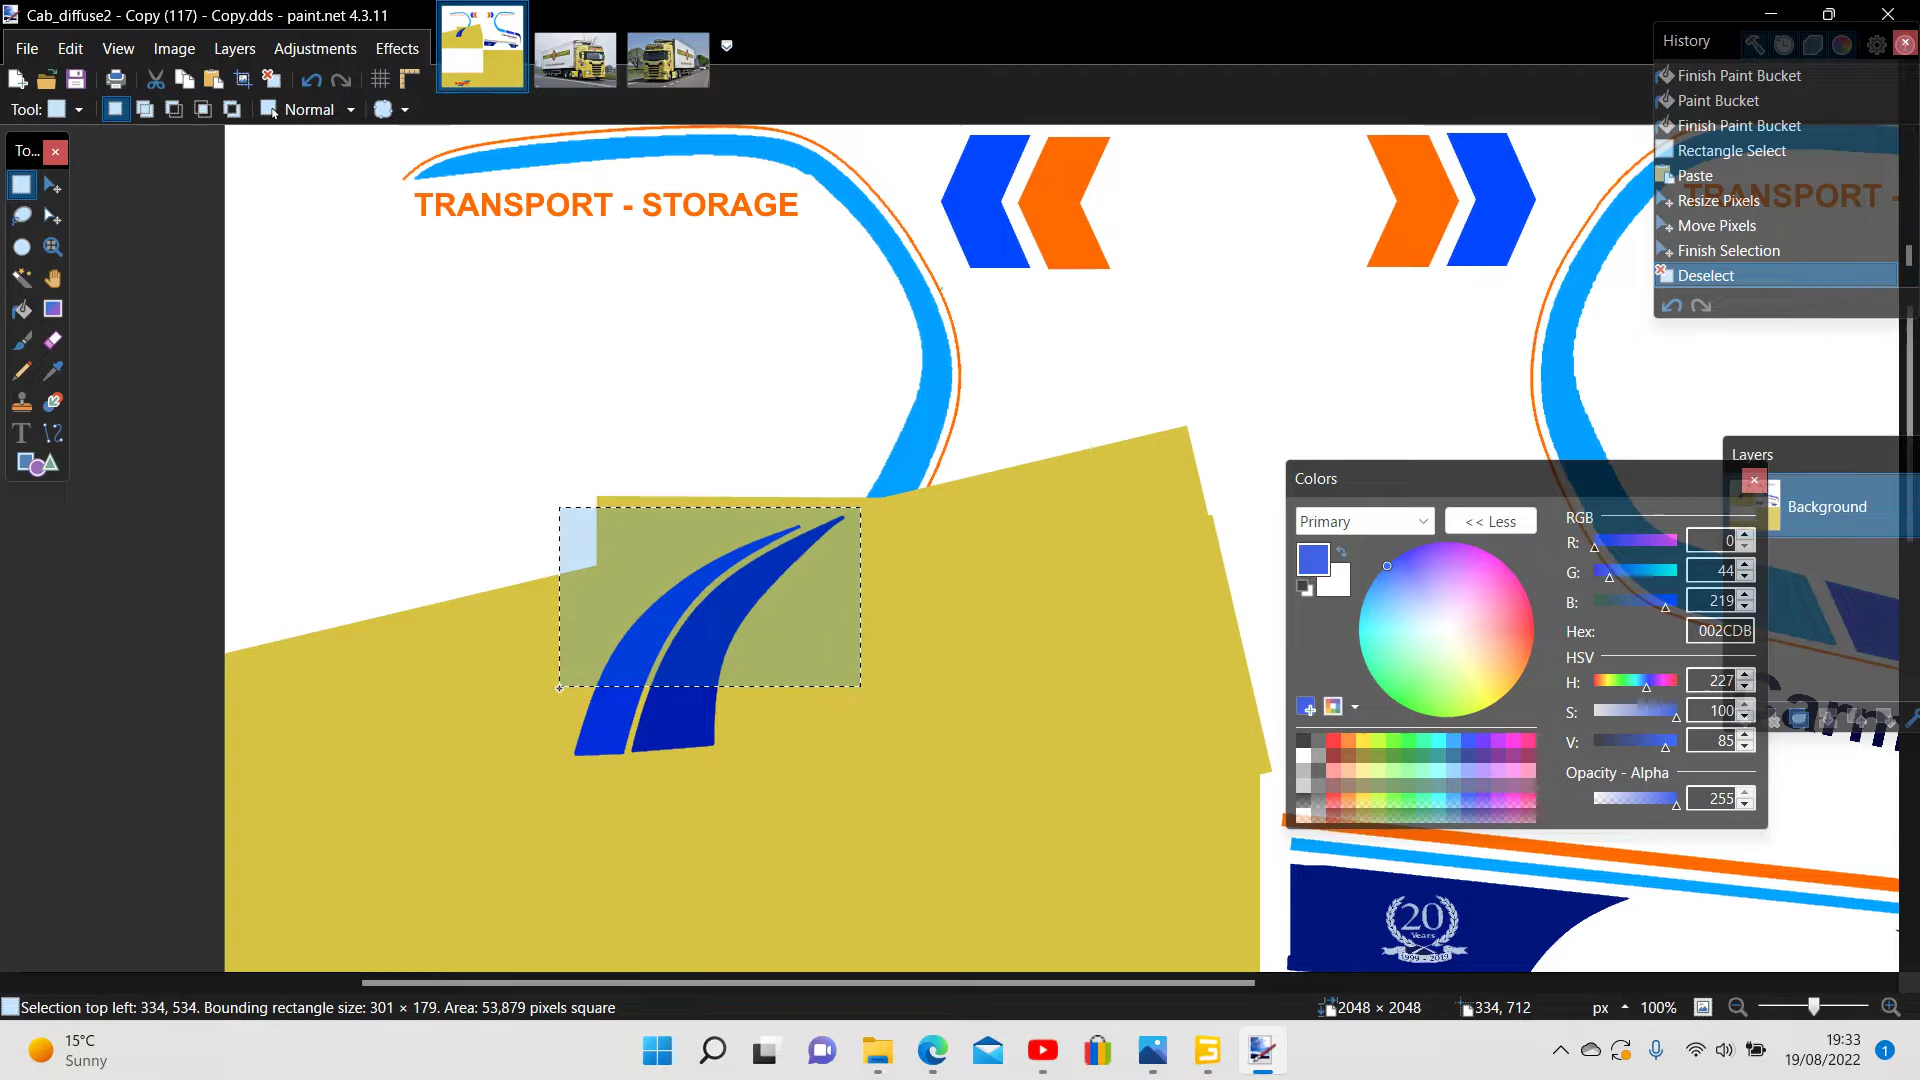 Cab_diffuse2 - Copy (117) - Copy.dds - paint.net 4.3.11
File Edit View Image Layers Adjustments Effects
Tool: Normal
To...
History
Finish Paint Bucket
Paint Bucket
Finish Paint Bucket
Rectangle Select
Paste
Resize Pixels
Move Pixels
Finish Selection
Deselect
TRANSPORT - STORAGE
TRANSPORT -
Layers
Background
Colors
Primary
<< Less
RGB
R: 0
G: 44
B: 219
Hex: 002CDB
HSV
H: 227
S: 100
V: 85
Opacity - Alpha
255
20
Years
1999 - 2019
Selection top left: 334, 534. Bounding rectangle size: 301 × 179. Area: 53,879 pixels square
2048 × 2048
334, 712
px
100%
15°C
Sunny
19:33
19/08/2022
1